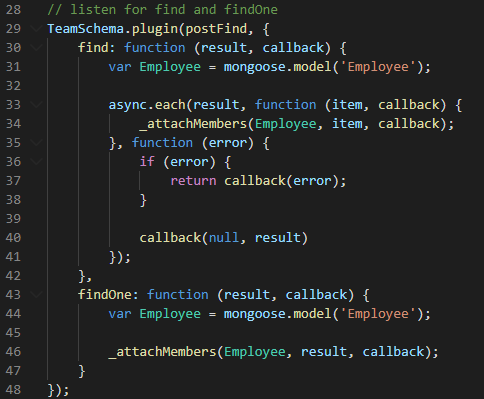 28 // listen for find and findOne
29 TeamSchema.plugin(postFind, {
30     find: function (result, callback) {
31         var Employee = mongoose.model('Employee');
32
33         async.each(result, function (item, callback) {
34             _attachMembers(Employee, item, callback);
35         }, function (error) {
36             if (error) {
37                 return callback(error);
38             }
39
40             callback(null, result)
41         });
42     },
43     findOne: function (result, callback) {
44         var Employee = mongoose.model('Employee');
45
46         _attachMembers(Employee, result, callback);
47     }
48 });